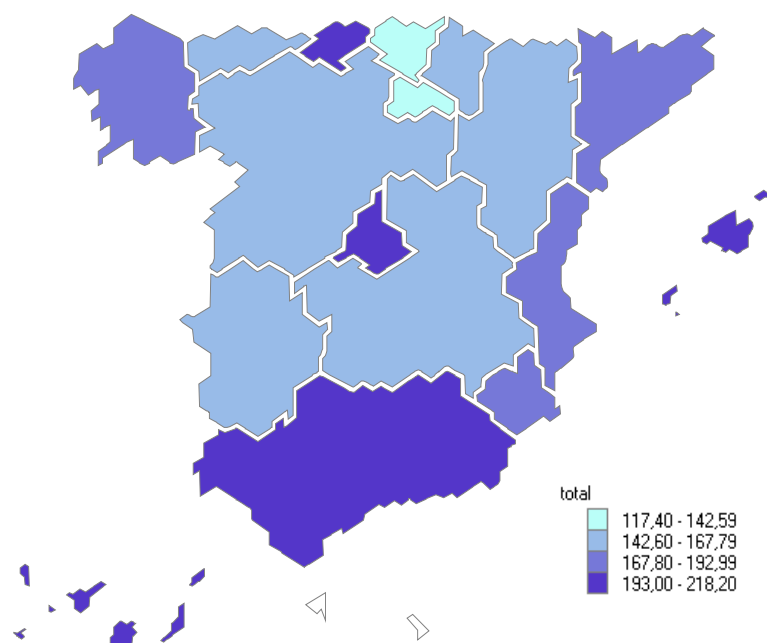 total
117,40 - 142,59
142,60 - 167,79
167,80 - 192,99
193,00 - 218,20